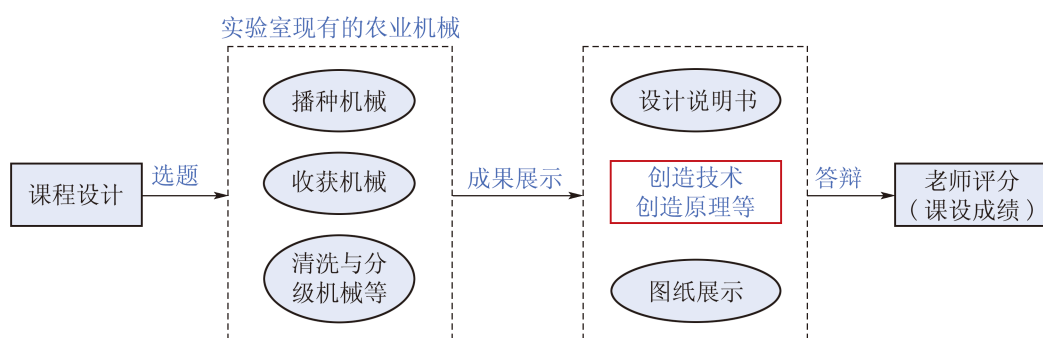 实验室现有的农业机械
课程设计
选题
播种机械
收获机械
清洗与分
级机械等
成果展示
设计说明书
创造技术
创造原理等
图纸展示
答辩
老师评分
（课设成绩）